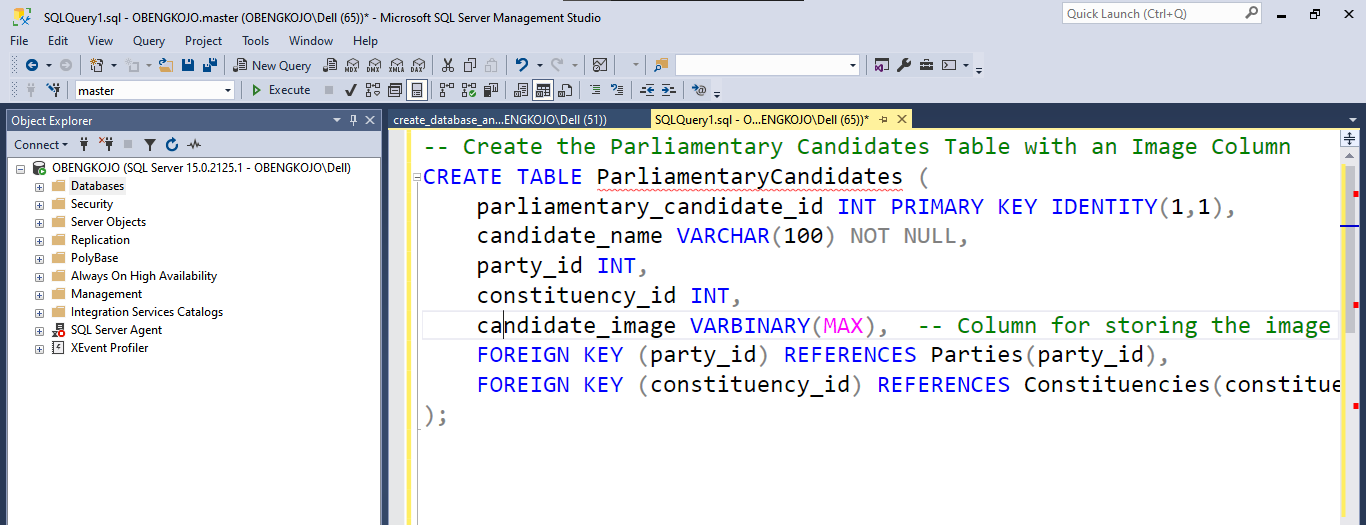 SQLQuery1.sql - OBENGKOJO.master (OBENGKOJO\Dell (65))* - Microsoft SQL Server Management Studio
Quick Launch (Ctrl+Q)
File Edit View Query Project Tools Window Help
New Query MDX DMX XMLA DAX
master Execute
Object Explorer
create_database_an...ENGKOJO\Dell (51)) SQLQuery1.sql - O...ENGKOJO\Dell (65))*
Connect
OBENGKOJO (SQL Server 15.0.2125.1 - OBENGKOJO\Dell)
Databases
Security
Server Objects
Replication
PolyBase
Always On High Availability
Management
Integration Services Catalogs
SQL Server Agent
XEvent Profiler
-- Create the Parliamentary Candidates Table with an Image Column
CREATE TABLE ParliamentaryCandidates (
parliamentary_candidate_id INT PRIMARY KEY IDENTITY(1,1),
candidate_name VARCHAR(100) NOT NULL,
party_id INT,
constituency_id INT,
candidate_image VARBINARY(MAX), -- Column for storing the image
FOREIGN KEY (party_id) REFERENCES Parties(party_id),
FOREIGN KEY (constituency_id) REFERENCES Constituencies(constitue
);